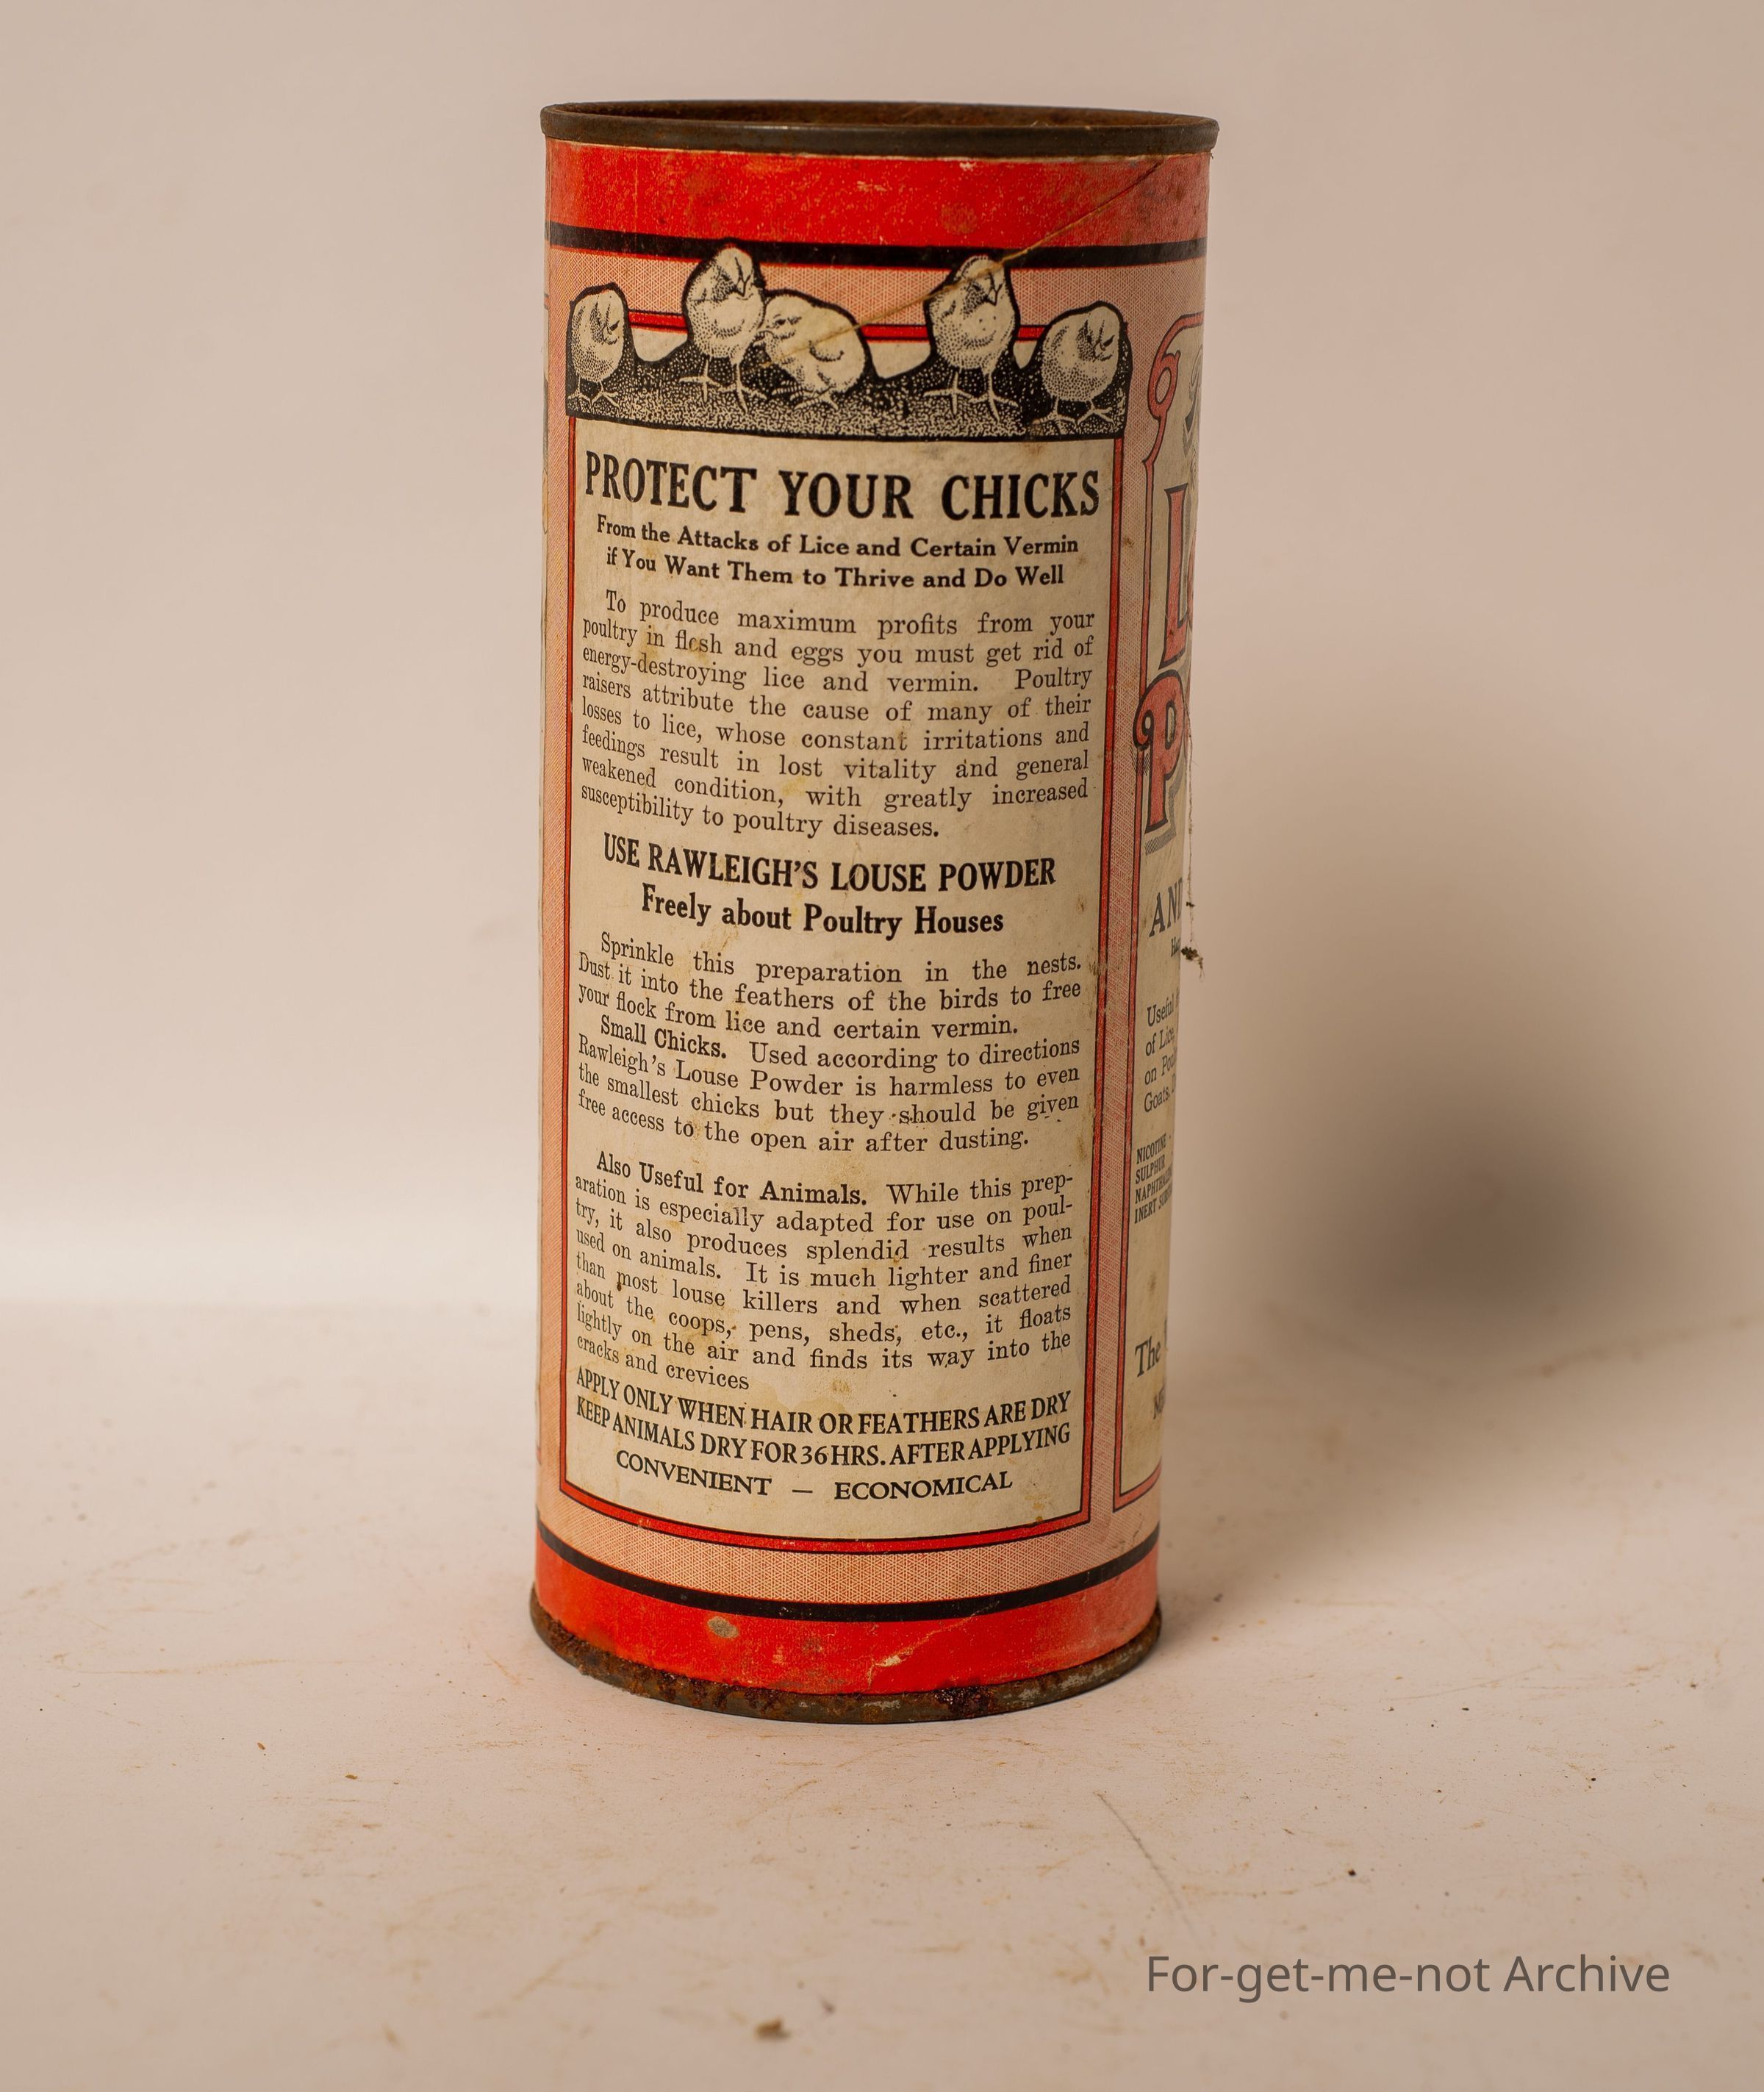 PROTECT YOUR CHICKS
From the Attacks of Lice and Certain Vermin
if You Want Them to Thrive and Do Well
To produce maximum profits from your
poultry in flesh and eggs you must get rid of
energy-destroying lice and vermin. Poultry
raisers attribute the cause of many of their
losses to lice, whose constant irritations and
feedings result in lost vitality and general
weakened condition, with greatly increased
susceptibility to poultry diseases.
USE RAWLEIGH'S LOUSE POWDER
Freely about Poultry Houses
Sprinkle this preparation in the nests.
Dust it into the feathers of the birds to free
your flock from lice and certain vermin.
Small Chicks. Used according to directions
Rawleigh's Louse Powder is harmless to even
the smallest chicks but they should be given
free access to the open air after dusting.
Also Useful for Animals. While this prep-
aration is especially adapted for use on poul-
try, it also produces splendid results when
used on animals. It is much lighter and finer
than most louse killers and when scattered
about the coops, pens, sheds, etc., it floats
lightly on the air and finds its way into the
cracks and crevices
APPLY ONLY WHEN HAIR OR FEATHERS ARE DRY
KEEP ANIMALS DRY FOR 36 HRS. AFTER APPLYING
CONVENIENT — ECONOMICAL
AND
Useful
of Lice,
on
Goats.
NICOTINE
SULPHUR
INERT
The
For-get-me-not Archive